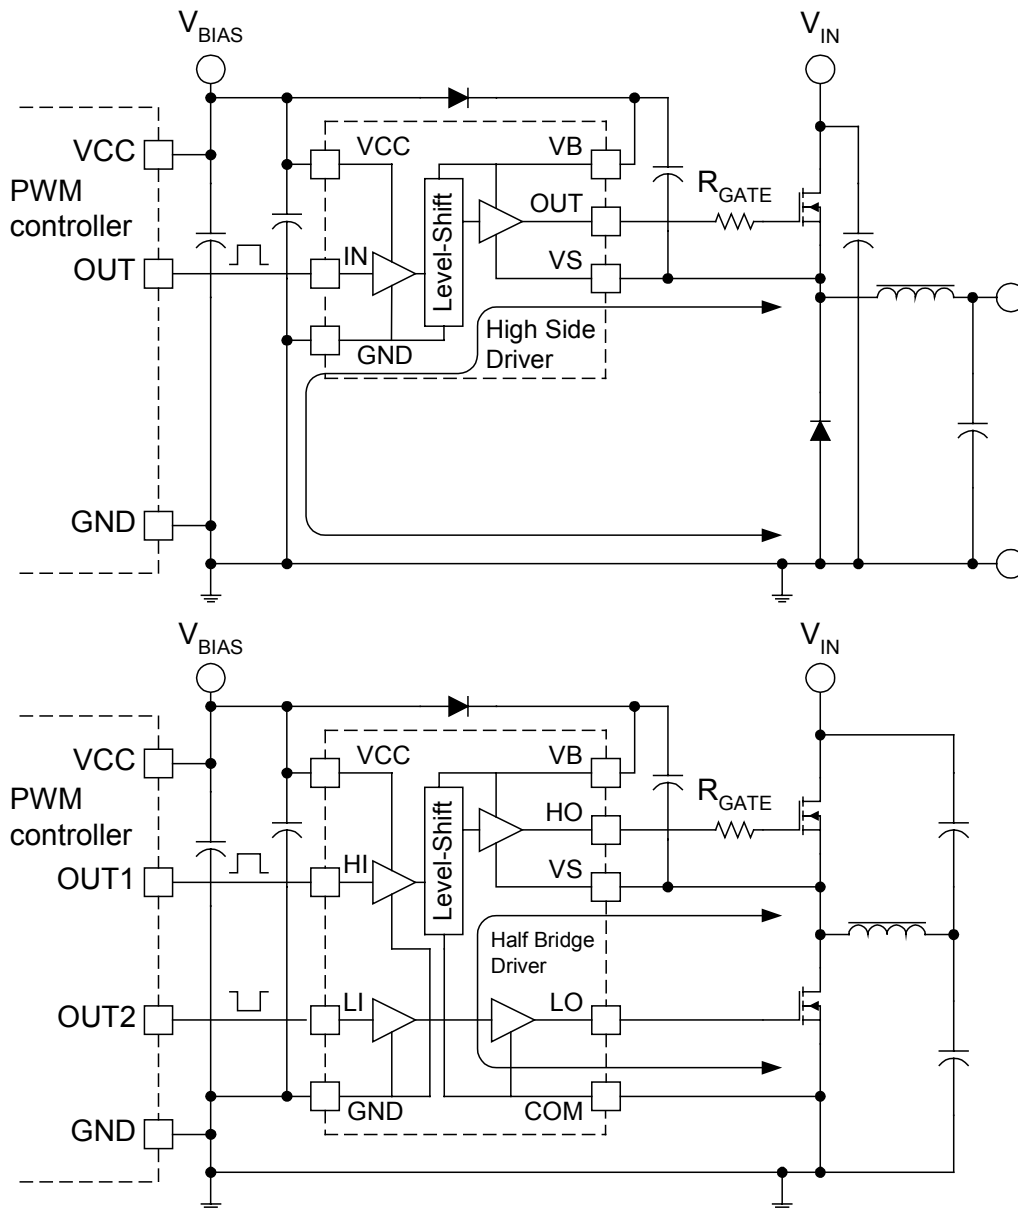 V_BIAS
V_IN
VCC
PWM
controller
OUT
GND
VCC
IN
GND
Level-Shift
VB
OUT
VS
High Side
Driver
R_GATE
V_BIAS
V_IN
VCC
PWM
controller
OUT1
OUT2
GND
VCC
HI
LI
GND
Level-Shift
VB
HO
VS
Half Bridge
Driver
LO
COM
R_GATE